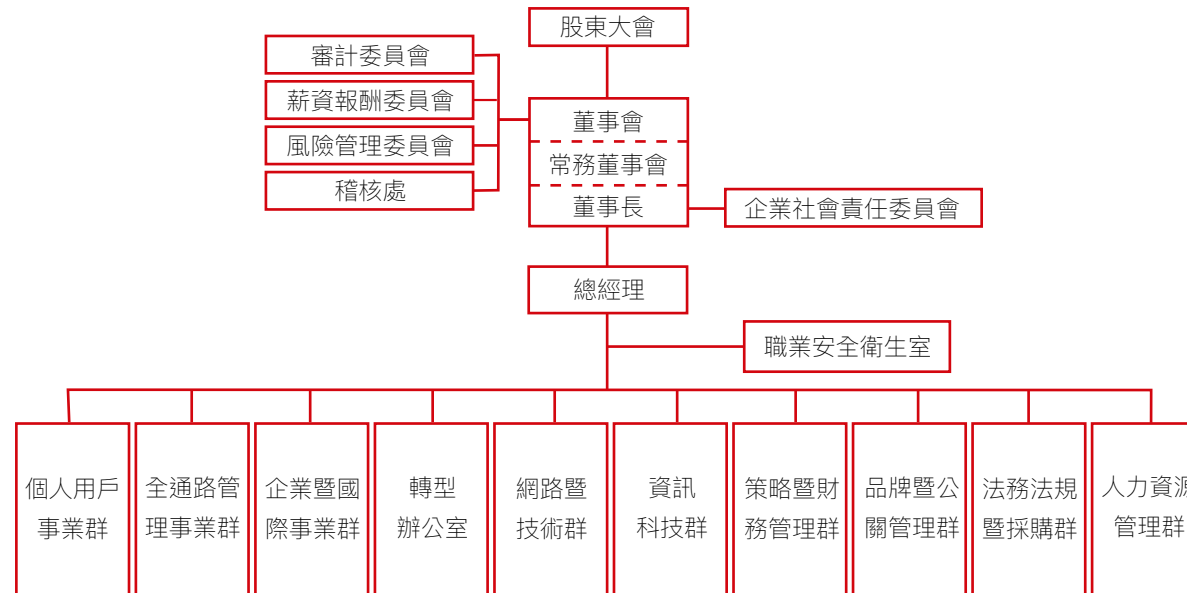 股東大會
審計委員會
薪資報酬委員會
風險管理委員會
稽核處
董事會
常務董事會
董事長
企業社會責任委員會
總經理
職業安全衛生室
個人用戶
事業群
全通路管
理事業群
企業暨國
際事業群
轉型
辦公室
網路暨
技術群
資訊
科技群
策略暨財
務管理群
品牌暨公
關管理群
法務法規
暨採購群
人力資源
管理群